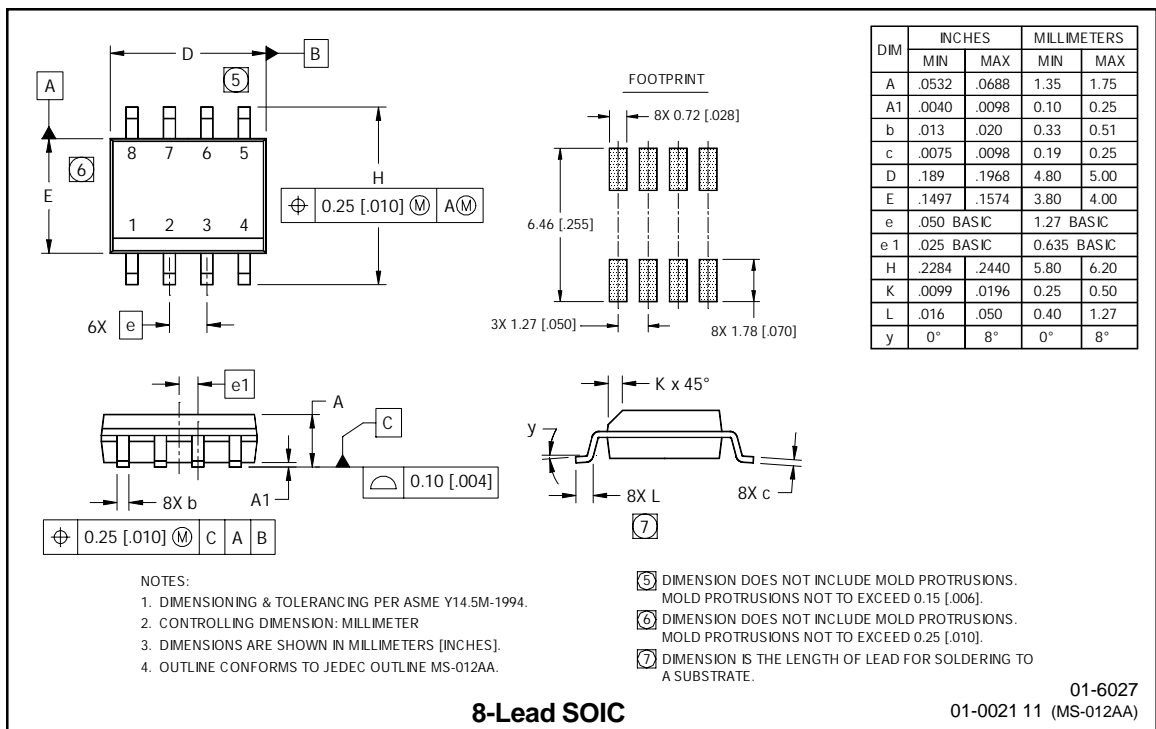 D
B
A
5
8 7 6 5
6
E
H
⌖ 0.25 [.010] Ⓜ AⓂ
1 2 3 4
6X e
FOOTPRINT
8X 0.72 [.028]
6.46 [.255]
3X 1.27 [.050]
8X 1.78 [.070]
DIM INCHES MILLIMETERS
MIN MAX MIN MAX
A .0532 .0688 1.35 1.75
A1 .0040 .0098 0.10 0.25
b .013 .020 0.33 0.51
c .0075 .0098 0.19 0.25
D .189 .1968 4.80 5.00
E .1497 .1574 3.80 4.00
e .050 BASIC 1.27 BASIC
e 1 .025 BASIC 0.635 BASIC
H .2284 .2440 5.80 6.20
K .0099 .0196 0.25 0.50
L .016 .050 0.40 1.27
y 0° 8° 0° 8°
e1
A
C
A1
8X b
⌓ 0.10 [.004]
⌖ 0.25 [.010] Ⓜ C A B
K x 45°
y
8X L
7
8X c
NOTES:
1. DIMENSIONING & TOLERANCING PER ASME Y14.5M-1994.
2. CONTROLLING DIMENSION: MILLIMETER
3. DIMENSIONS ARE SHOWN IN MILLIMETERS [INCHES].
4. OUTLINE CONFORMS TO JEDEC OUTLINE MS-012AA.
5 DIMENSION DOES NOT INCLUDE MOLD PROTRUSIONS.
MOLD PROTRUSIONS NOT TO EXCEED 0.15 [.006].
6 DIMENSION DOES NOT INCLUDE MOLD PROTRUSIONS.
MOLD PROTRUSIONS NOT TO EXCEED 0.25 [.010].
7 DIMENSION IS THE LENGTH OF LEAD FOR SOLDERING TO
A SUBSTRATE.
8-Lead SOIC
01-6027
01-0021 11 (MS-012AA)